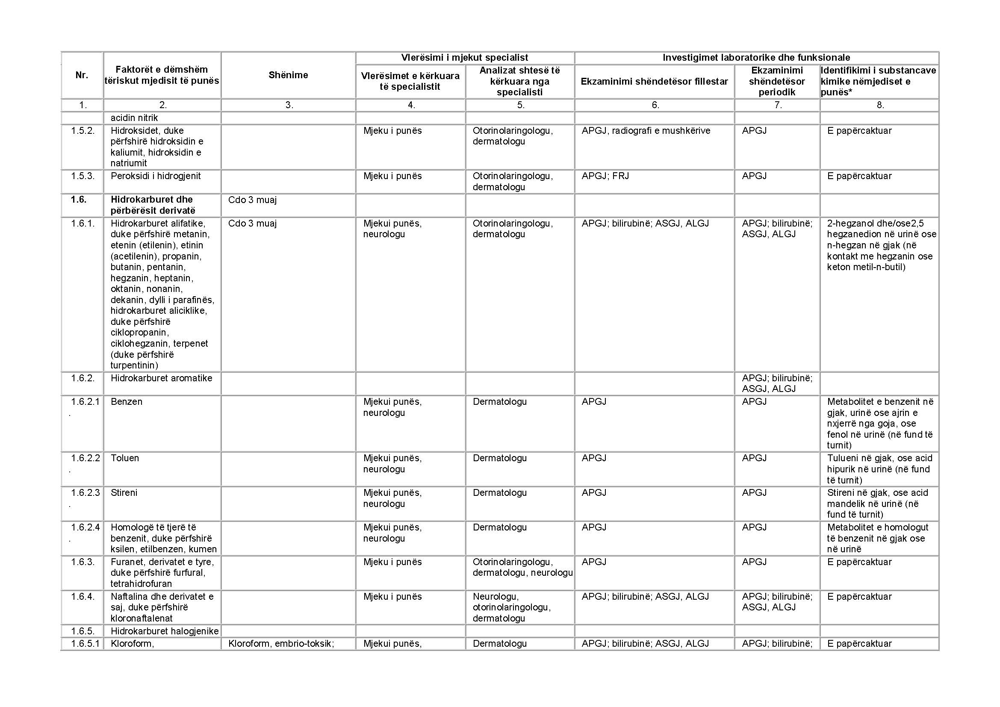 Nr.
Faktorët e dëmshëm
tëriskut mjedisit të punës
Shënime
Vlerësimi i mjekut specialist
Investigimet laboratorike dhe funksionale
Vlerësimet e kërkuara
të specialistit
Analizat shtesë të
kërkuara nga
specialisti
Ekzaminimi shëndetësor fillestar
Ekzaminimi
shëndetësor
periodik
Identifikimi i substancave
kimike nëmjediset e
punës*
1.
2.
3.
4.
5.
6.
7.
8.
acidin nitrik
1.5.2.
Hidroksidet, duke
përfshirë hidroksidin e
kaliumit, hidroksidin e
natriumit
Mjeku i punës
Otorinolaringologu,
dermatologu
APGJ, radiografi e mushkërive
APGJ
E papërcaktuar
1.5.3.
Peroksidi i hidrogjenit
Mjeku i punës
Otorinolaringologu,
dermatologu
APGJ; FRJ
APGJ
E papërcaktuar
1.6.
Hidrokarburet dhe
përbërësit derivatë
Cdo 3 muaj
1.6.1.
Hidrokarburet alifatike,
duke përfshirë metanin,
etenin (etilenin), etinin
(acetilenin), propanin,
butanin, pentanin,
hegzanin, heptanin,
oktanin, nonanin,
dekanin, dylli i parafinës,
hidrokarburet aliciklike,
duke përfshirë
ciklopropanin,
ciklohegzanin, terpenet
(duke përfshirë
turpentinin)
Cdo 3 muaj
Mjekui punës,
neurologu
Otorinolaringologu,
dermatologu
APGJ; bilirubinë; ASGJ, ALGJ
APGJ; bilirubinë;
ASGJ, ALGJ
2-hegzanol dhe/ose2,5
hegzanedion në urinë ose
n-hegzan në gjak (në
kontakt me hegzanin ose
keton metil-n-butil)
1.6.2.
Hidrokarburet aromatike
APGJ; bilirubinë;
ASGJ, ALGJ
1.6.2.1
.
Benzen
Mjekui punës,
neurologu
Dermatologu
APGJ
APGJ
Metabolitet e benzenit në
gjak, urinë ose ajrin e
nxjerrë nga goja, ose
fenol në urinë (në fund të
turnit)
1.6.2.2
.
Toluen
Mjekui punës,
neurologu
Dermatologu
APGJ
APGJ
Tulueni në gjak, ose acid
hipurik në urinë (në fund
të turnit)
1.6.2.3
.
Stireni
Mjekui punës,
neurologu
Dermatologu
APGJ
APGJ
Stireni në gjak, ose acid
mandelik në urinë (në
fund të turnit)
1.6.2.4
.
Homologë të tjerë të
benzenit, duke përfshirë
ksilen, etilbenzen, kumen
Mjekui punës,
neurologu
Dermatologu
APGJ
APGJ
Metabolitet e homologut
të benzenit në gjak ose
në urinë
1.6.3.
Furanet, derivatet e tyre,
duke përfshirë furfural,
tetrahidrofuran
Mjeku i punës
Otorinolaringologu,
dermatologu, neurologu
APGJ
APGJ
E papërcaktuar
1.6.4.
Naftalina dhe derivatet e
saj, duke përfshirë
kloronaftalenat
Mjeku i punës
Neurologu,
otorinolaringologu,
dermatologu
APGJ; bilirubinë; ASGJ, ALGJ
APGJ; bilirubinë;
ASGJ, ALGJ
E papërcaktuar
1.6.5.
Hidrokarburet halogjenike
1.6.5.1
Kloroform,
Kloroform, embrio-toksik;
Mjekui punës,
Dermatologu
APGJ; bilirubinë; ASGJ, ALGJ
APGJ; bilirubinë;
E papërcaktuar